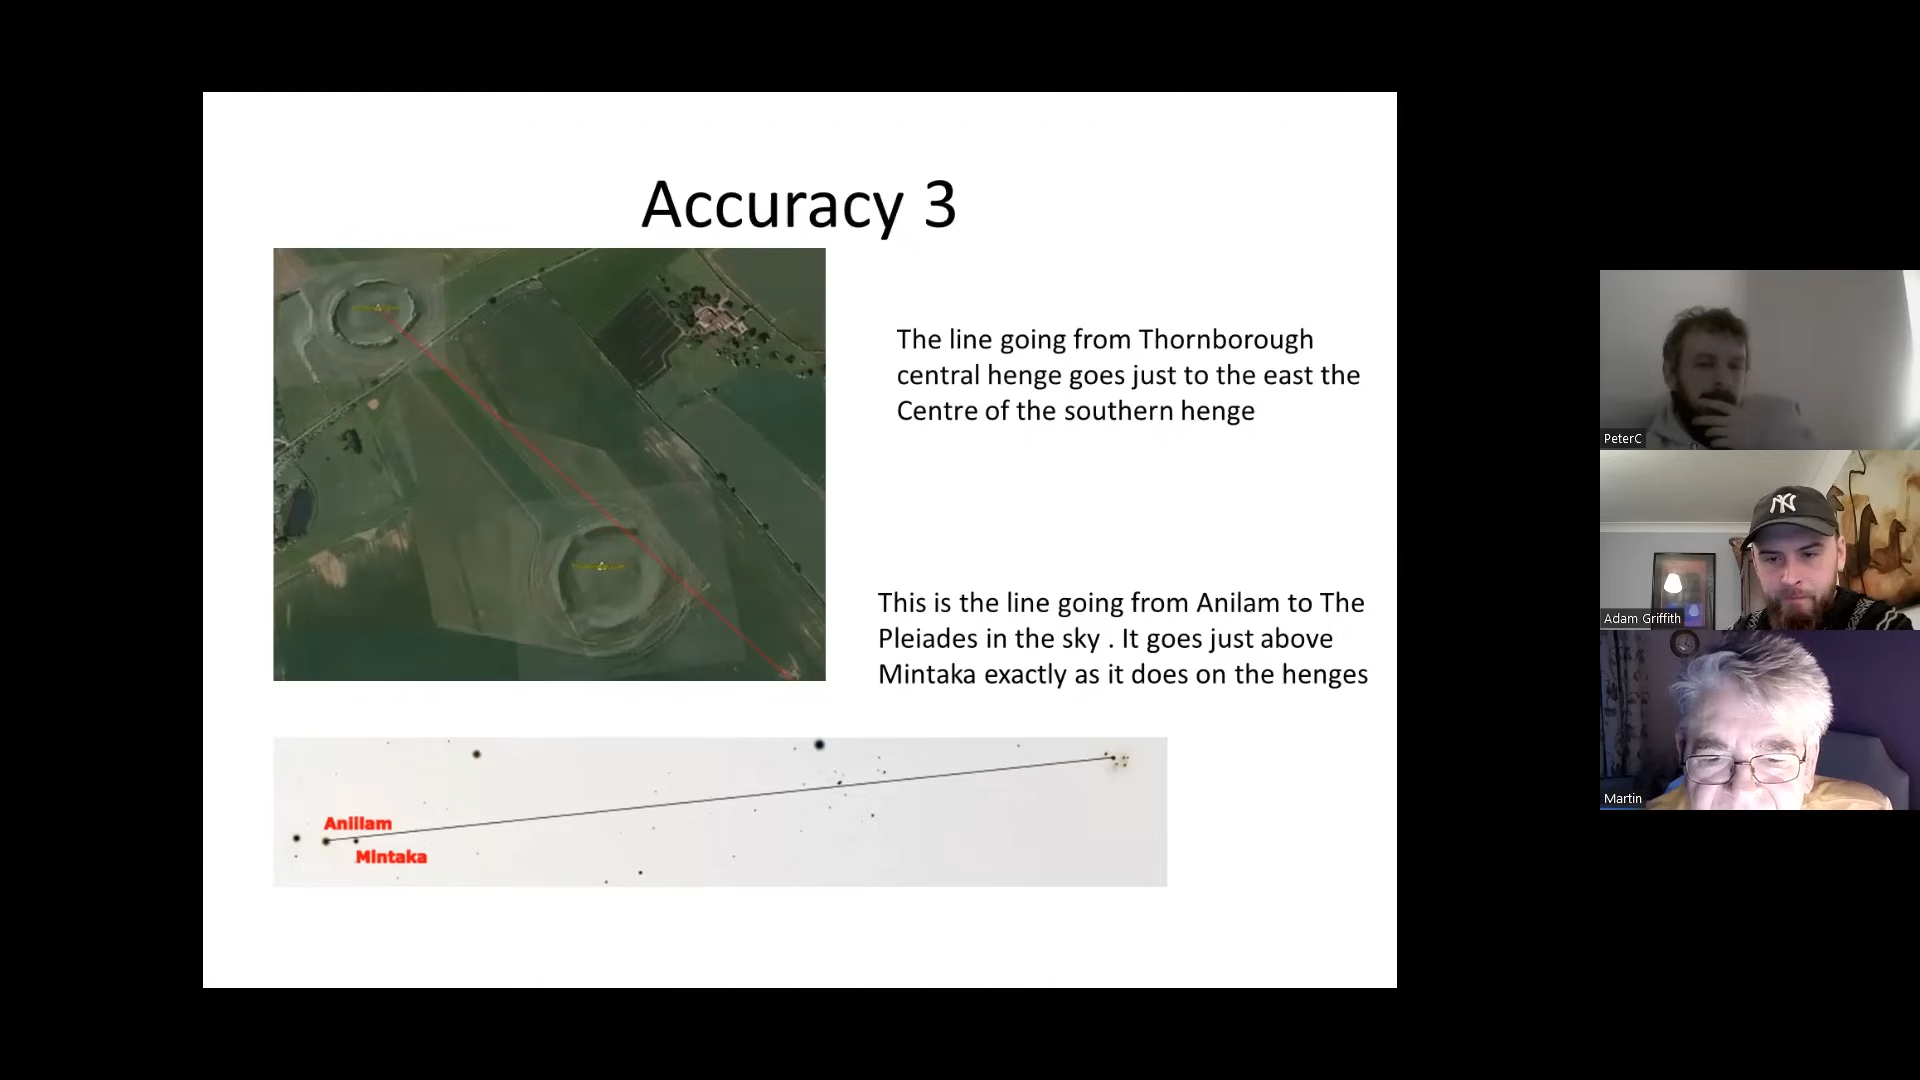 Accuracy 3
The line going from Thornborough
central henge goes just to the east the
Centre of the southern henge
This is the line going from Anilam to The
Pleiades in the sky . It goes just above
Mintaka exactly as it does on the henges
Anillam
Mintaka
PeterC
NY
Adam Griffith
Martin